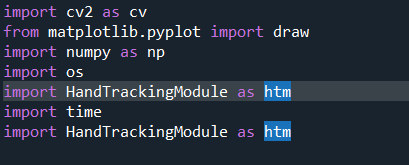 import cv2 as cv
from matplotlib.pyplot import draw
import numpy as np
import os
import HandTrackingModule as htm
import time
import HandTrackingModule as htm